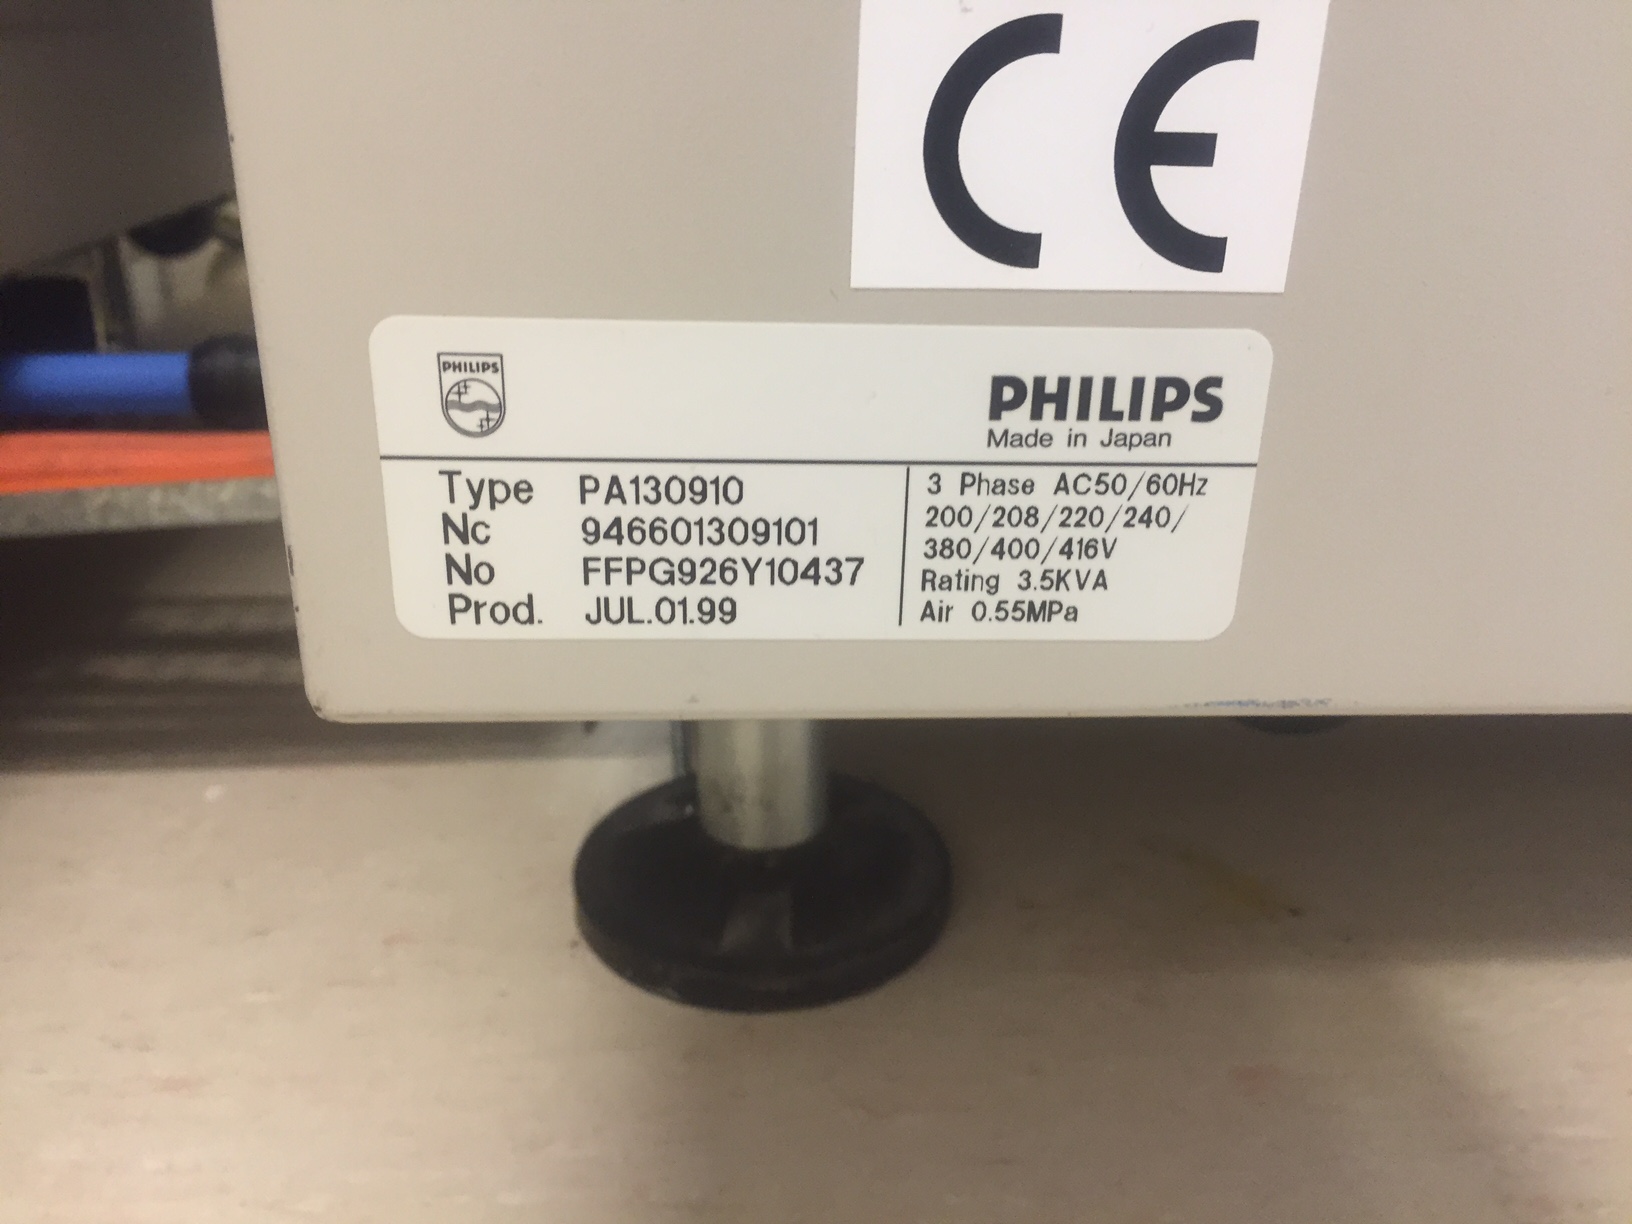 CE
PHILIPS
PHILIPS
Made in Japan
Type PA130910
Nc 946601309101
No FFPG926Y10437
Prod. JUL.01.99
3 Phase AC50/60Hz
200/208/220/240/
380/400/416V
Rating 3.5KVA
Air 0.55MPa